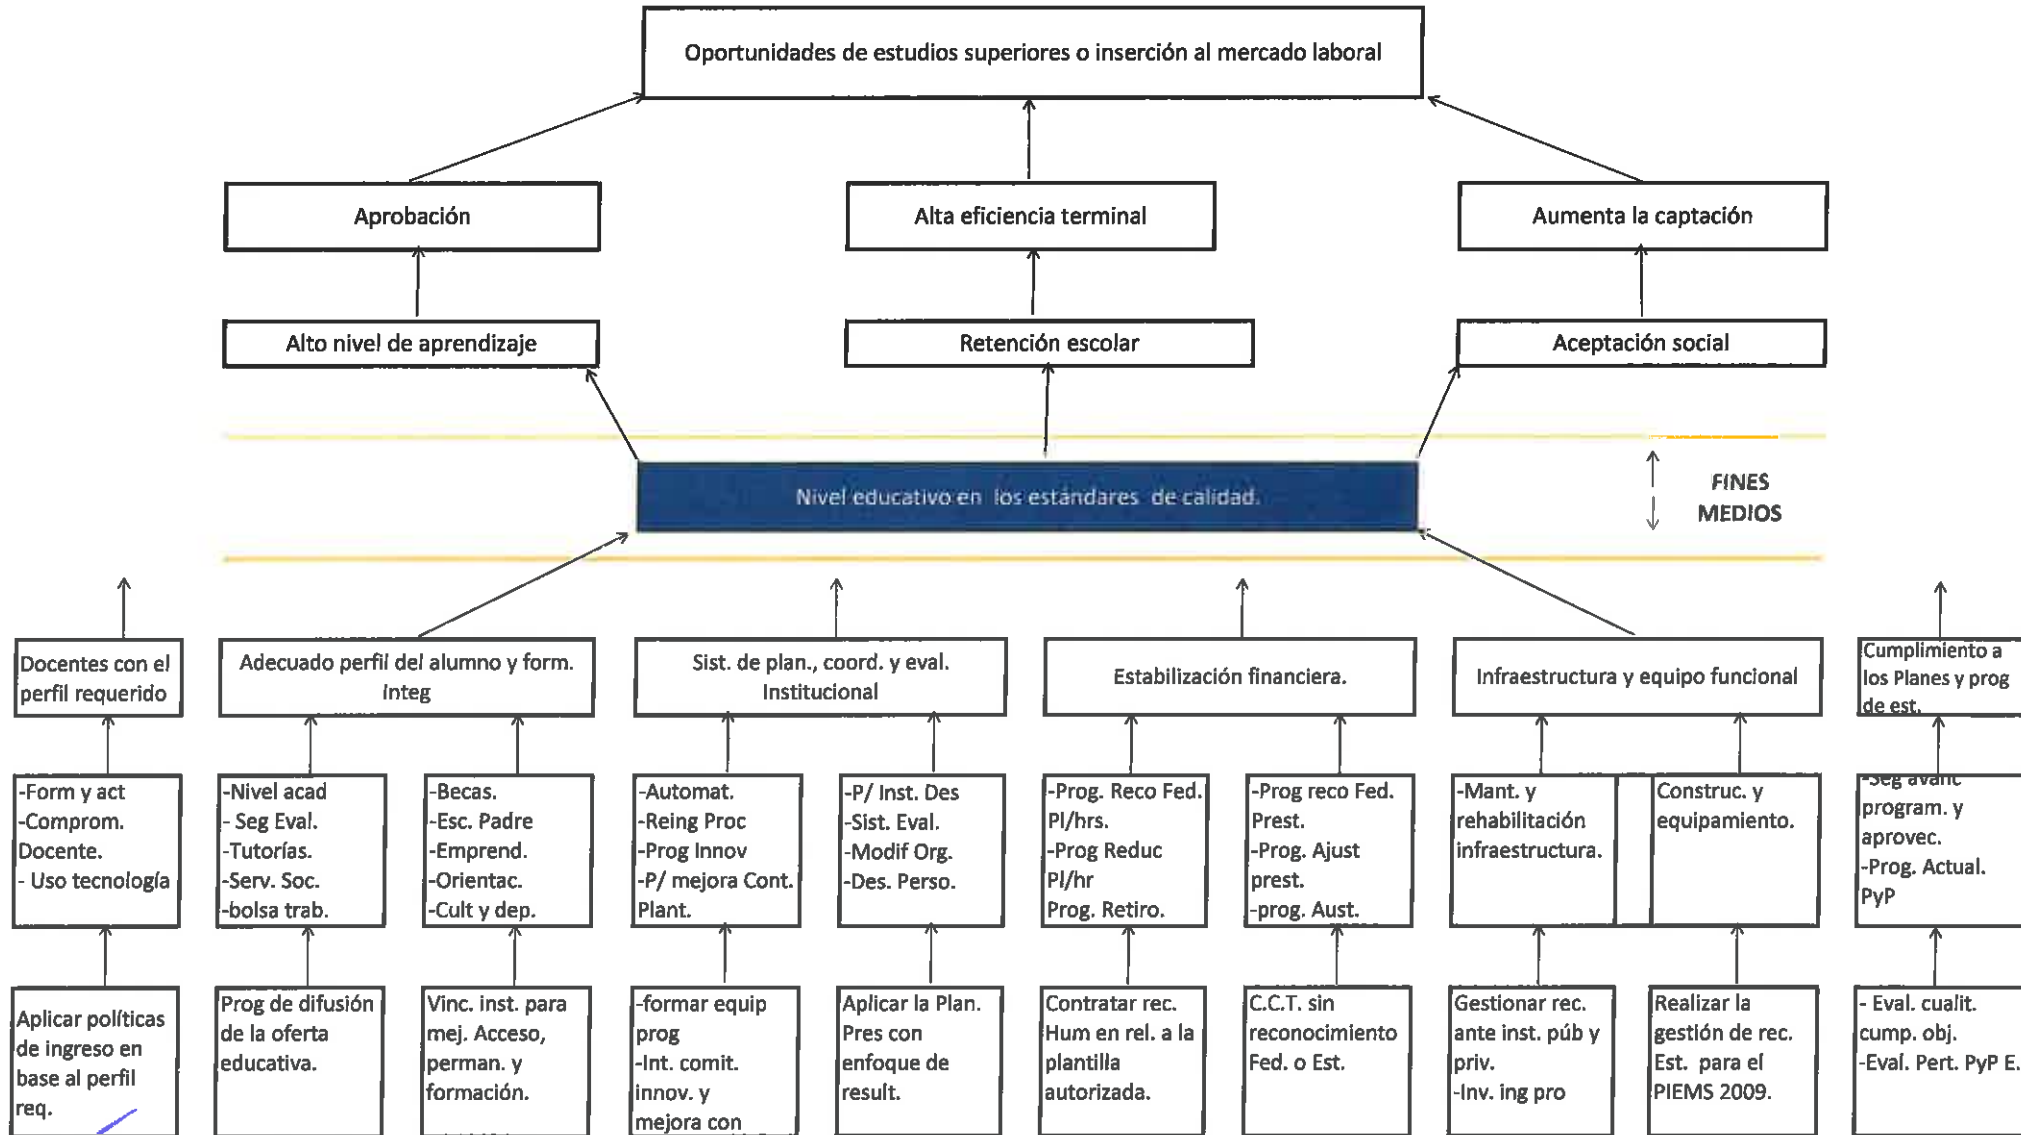 Oportunidades de estudios superiores o inserción al mercado laboral
Aprobación
Alta eficiencia terminal
Aumenta la captación
Alto nivel de aprendizaje
Retención escolar
Aceptación social
Nivel educativo en los estándares de calidad.
FINES
MEDIOS
Docentes con el
perfil requerido
Adecuado perfil del alumno y form.
Integ
Sist. de plan., coord. y eval.
Institucional
Estabilización financiera.
Infraestructura y equipo funcional
Cumplimiento a
los Planes y prog
de est.
-Form y act
-Comprom.
Docente.
- Uso tecnología
-Nivel acad
- Seg Eval.
-Tutorías.
-Serv. Soc.
-bolsa trab.
-Becas.
-Esc. Padre
-Emprend.
-Orientac.
-Cult y dep.
-Automat.
-Reing Proc
-Prog Innov
-P/ mejora Cont.
Plant.
-P/ Inst. Des
-Sist. Eval.
-Modif Org.
-Des. Perso.
-Prog. Reco Fed.
Pl/hrs.
-Prog Reduc
Pl/hr
Prog. Retiro.
-Prog reco Fed.
Prest.
-Prog. Ajust
prest.
-prog. Aust.
-Mant. y
rehabilitación
infraestructura.
Construc. y
equipamiento.
-Seg avanc
program. y
aprovec.
-Prog. Actual.
PyP
Aplicar políticas
de ingreso en
base al perfil
req.
Prog de difusión
de la oferta
educativa.
Vinc. inst. para
mej. Acceso,
perman. y
formación.
-formar equip
prog
-Int. comit.
innov. y
mejora con
Aplicar la Plan.
Pres con
enfoque de
result.
Contratar rec.
Hum en rel. a la
plantilla
autorizada.
C.C.T. sin
reconocimiento
Fed. o Est.
Gestionar rec.
ante inst. púb y
priv.
-Inv. ing pro
Realizar la
gestión de rec.
Est. para el
PIEMS 2009.
- Eval. cualit.
cump. obj.
-Eval. Pert. PyP E.